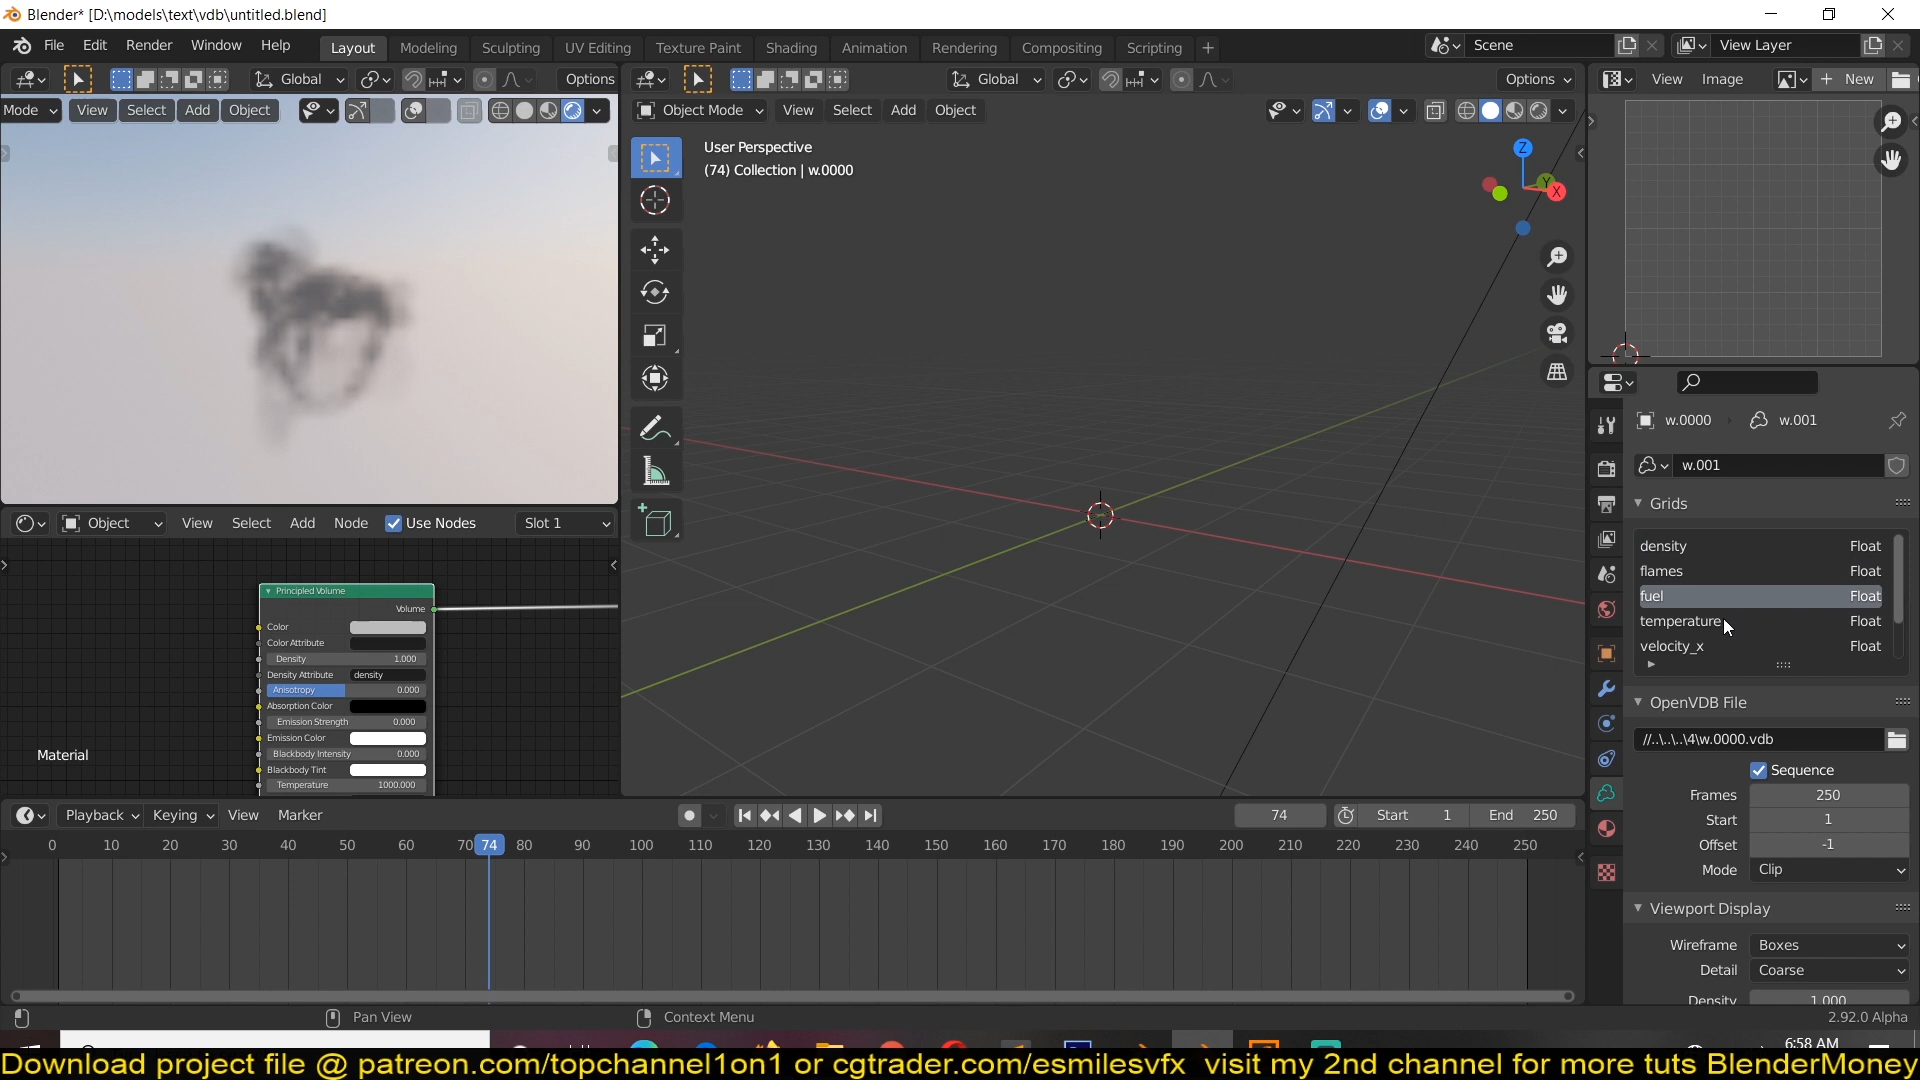 Blender* [D:\models\text\vdb\untitled.blend]
File Edit Render Window Help Layout Modeling Sculpting UV Editing Texture Paint Shading Animation Rendering Compositing Scripting + Scene View Layer
Global Options Global Options View Image + New
Mode View Select Add Object Object Mode View Select Add Object
User Perspective
(74) Collection | w.0000
Z
Y
X
w.0000 w.001
w.001
Grids
density Float
flames Float
fuel Float
temperature Float
velocity_x Float
OpenVDB File
//..\..\..\4\w.0000.vdb
Sequence
Frames 250
Start 1
Offset -1
Mode Clip
Viewport Display
Wireframe Boxes
Detail Coarse
Density 1.000
Object View Select Add Node Use Nodes Slot 1
Principled Volume
Volume
Color
Color Attribute
Density 1.000
Density Attribute density
Anisotropy 0.000
Absorption Color
Emission Strength 0.000
Emission Color
Blackbody Intensity 0.000
Blackbody Tint
Temperature 1000.000
Material
Playback Keying View Marker 74 Start 1 End 250
0 10 20 30 40 50 60 70 74 80 90 100 110 120 130 140 150 160 170 180 190 200 210 220 230 240 250
Pan View Context Menu 2.92.0 Alpha
6:58 AM
Download project file @ patreon.com/topchannel1on1 or cgtrader.com/esmilesvfx visit my 2nd channel for more tuts BlenderMoney